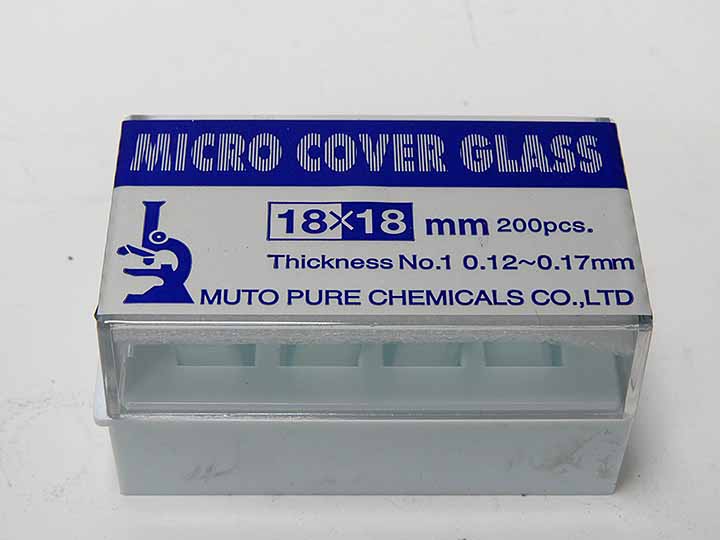 MICRO COVER GLASS
18×18 mm 200pcs.
Thickness No.1 0.12~0.17mm
MUTO PURE CHEMICALS CO.,LTD